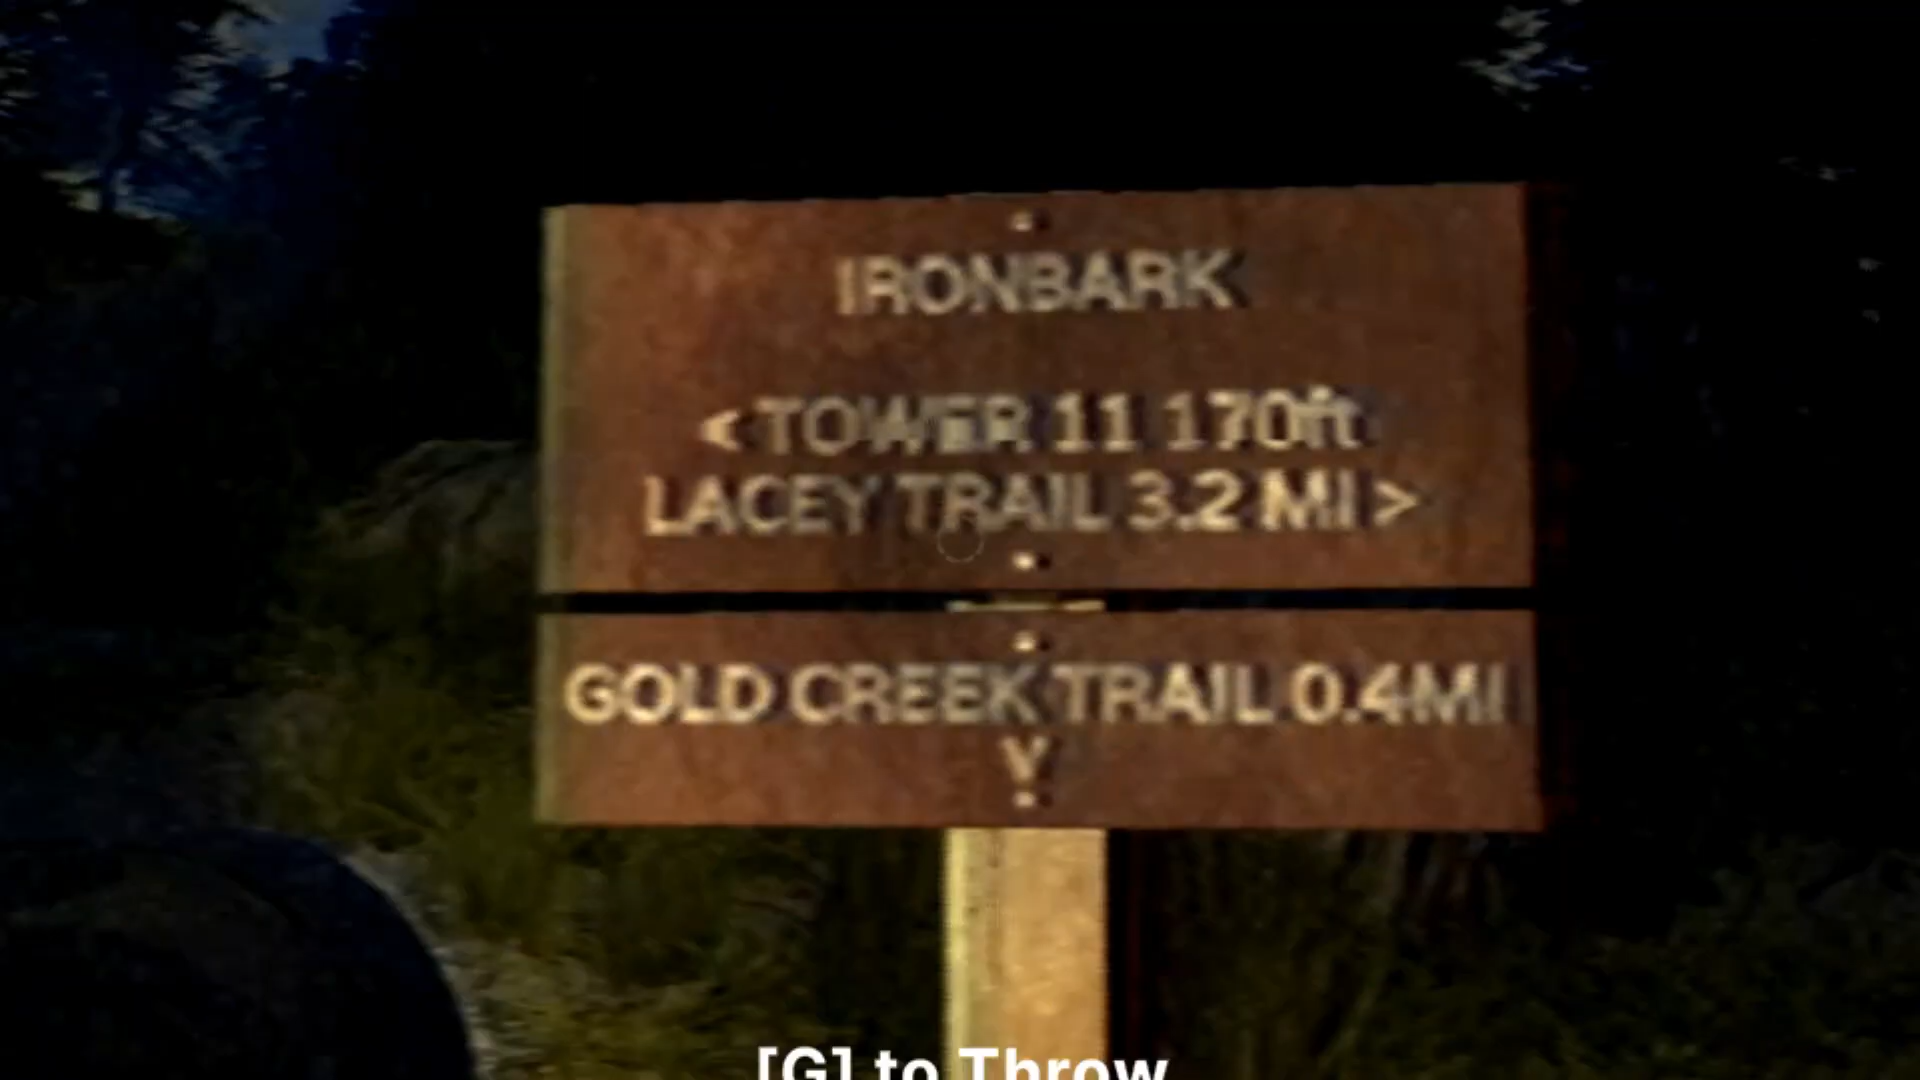 IRONBARK
< TOWER 11 170ft
LACEY TRAIL 3.2 MI >
GOLD CREEK TRAIL 0.4MI
V
[G] to Throw